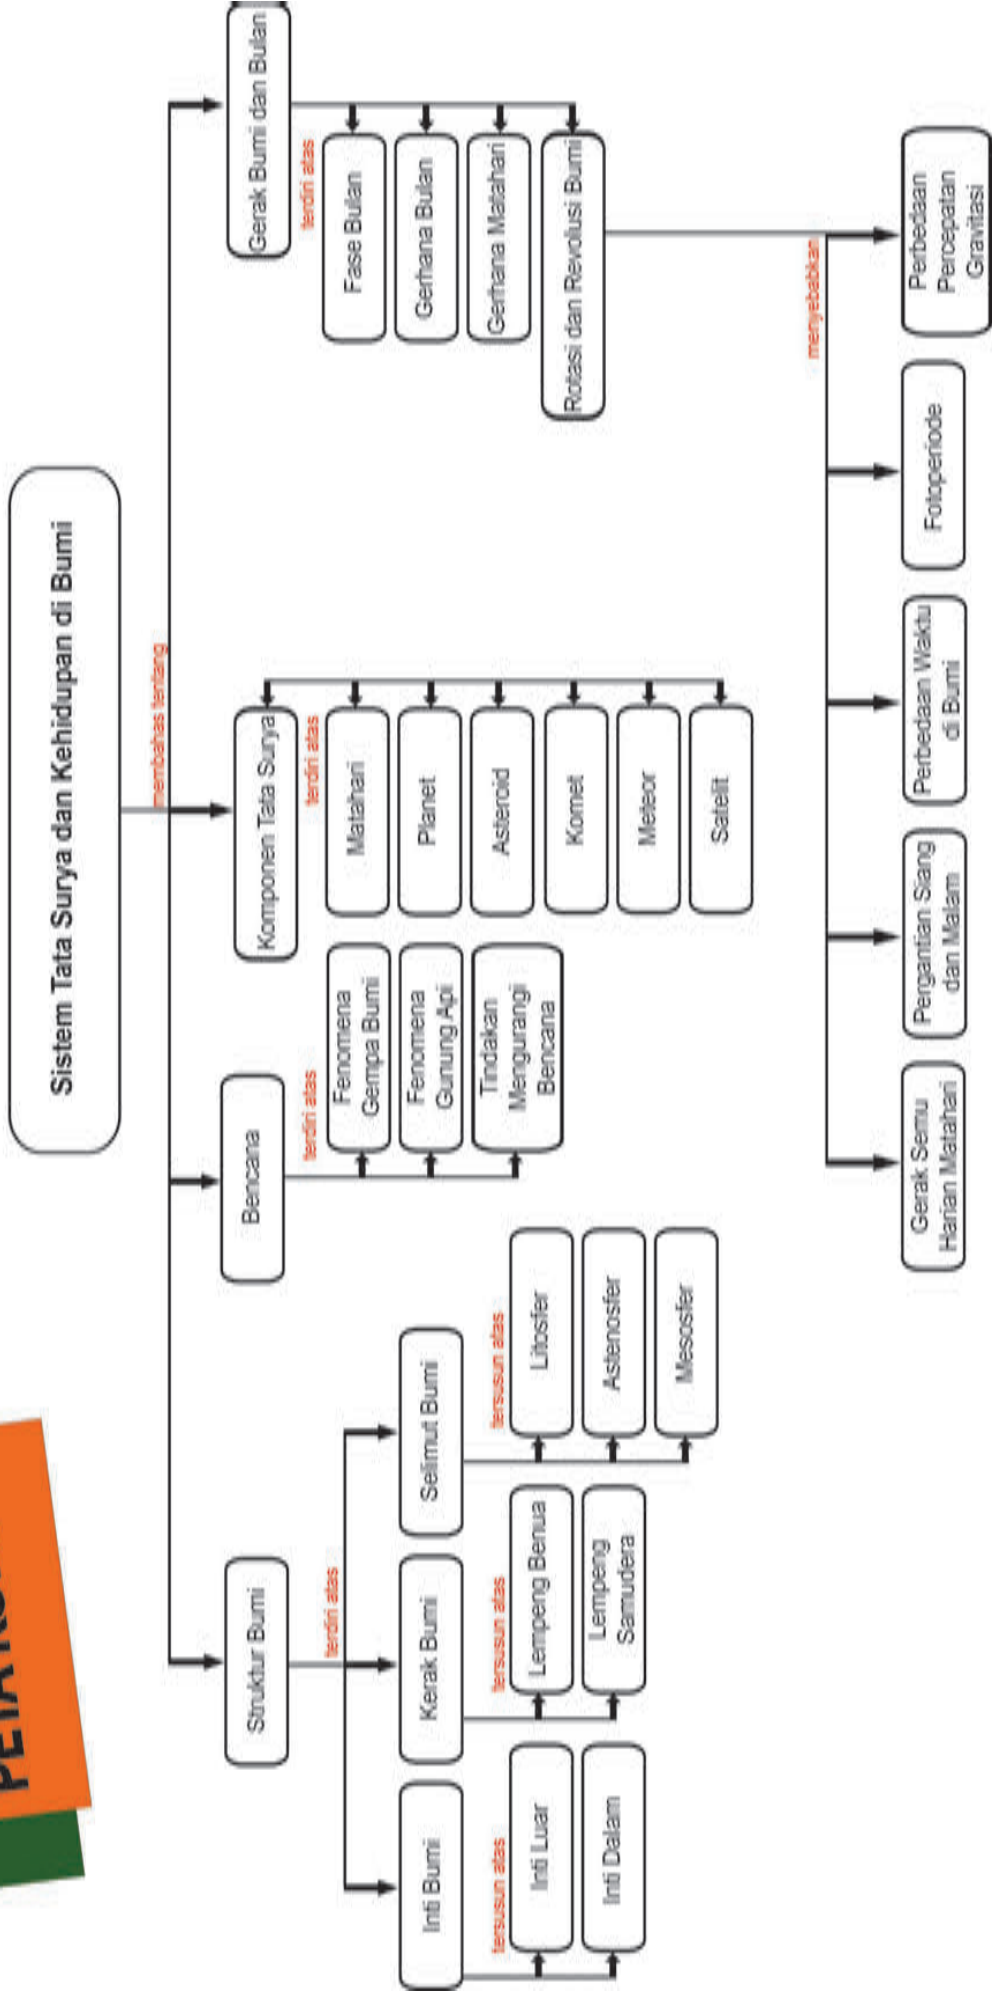 PETA
Sistem Tata Surya dan Kehidupan di Bumi
membahas tentang
Struktur Bumi
terdiri atas
Inti Bumi
tersusun atas
Inti Luar
Inti Dalam
Kerak Bumi
tersusun atas
Lempeng Benua
Lempeng
Samudera
Selimut Bumi
tersusun atas
Litosfer
Astenosfer
Mesosfer
Bencana
terdiri atas
Fenomena
Gempa Bumi
Fenomena
Gunung Api
Tindakan
Mengurangi
Bencana
Komponen Tata Surya
terdiri atas
Matahari
Planet
Asteroid
Komet
Meteor
Satelit
Gerak Bumi dan Bulan
terdiri atas
Fase Bulan
Gerhana Bulan
Gerhana Matahari
Rotasi dan Revolusi Bumi
menyebabkan
Gerak Semu
Harian Matahari
Pergantian Siang
dan Malam
Perbedaan Waktu
di Bumi
Fotoperiode
Perbedaan
Percepatan
Gravitasi